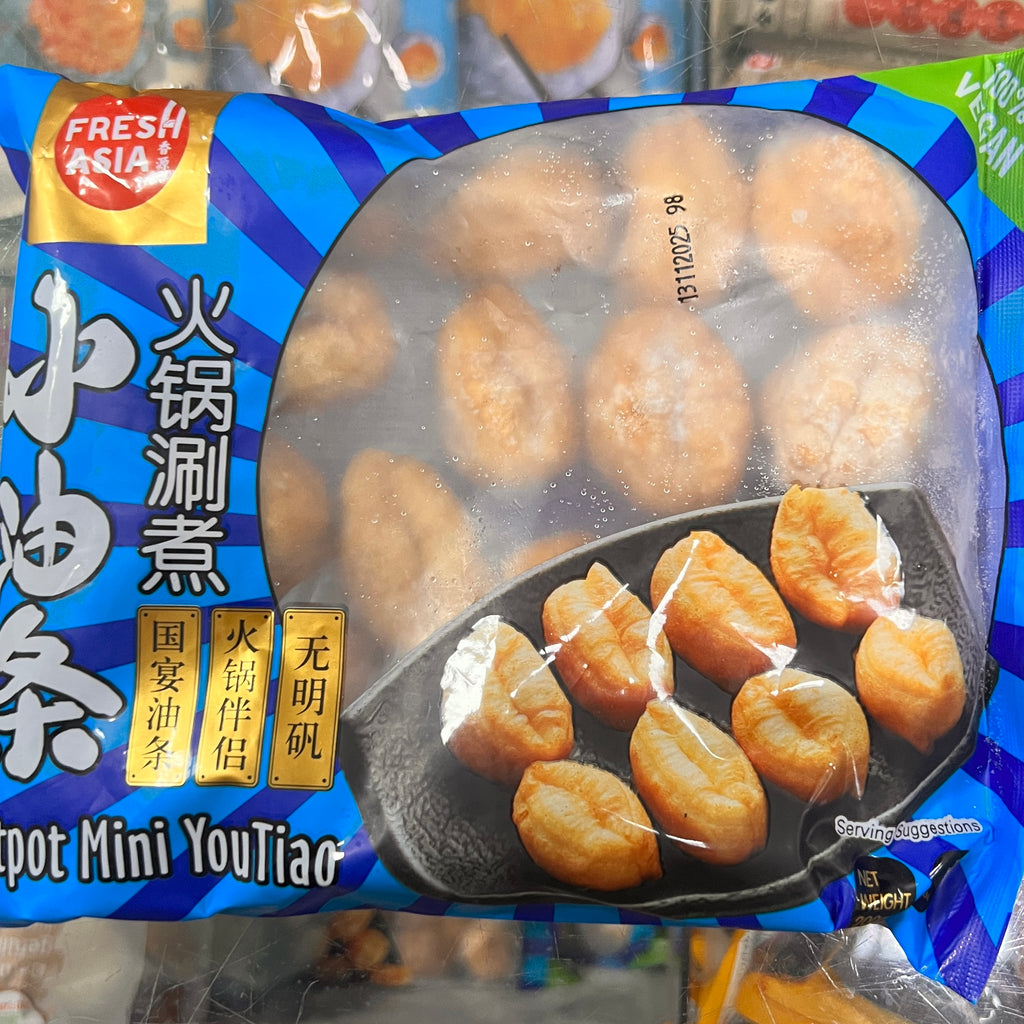 FRESH
ASIA
香源
100%
VEGAN
13112025 98
小油条
火锅涮煮
国宴油条
火锅伴侣
无明矾
tpot Mini YouTiao
Serving Suggestions
NET
WEIGHT